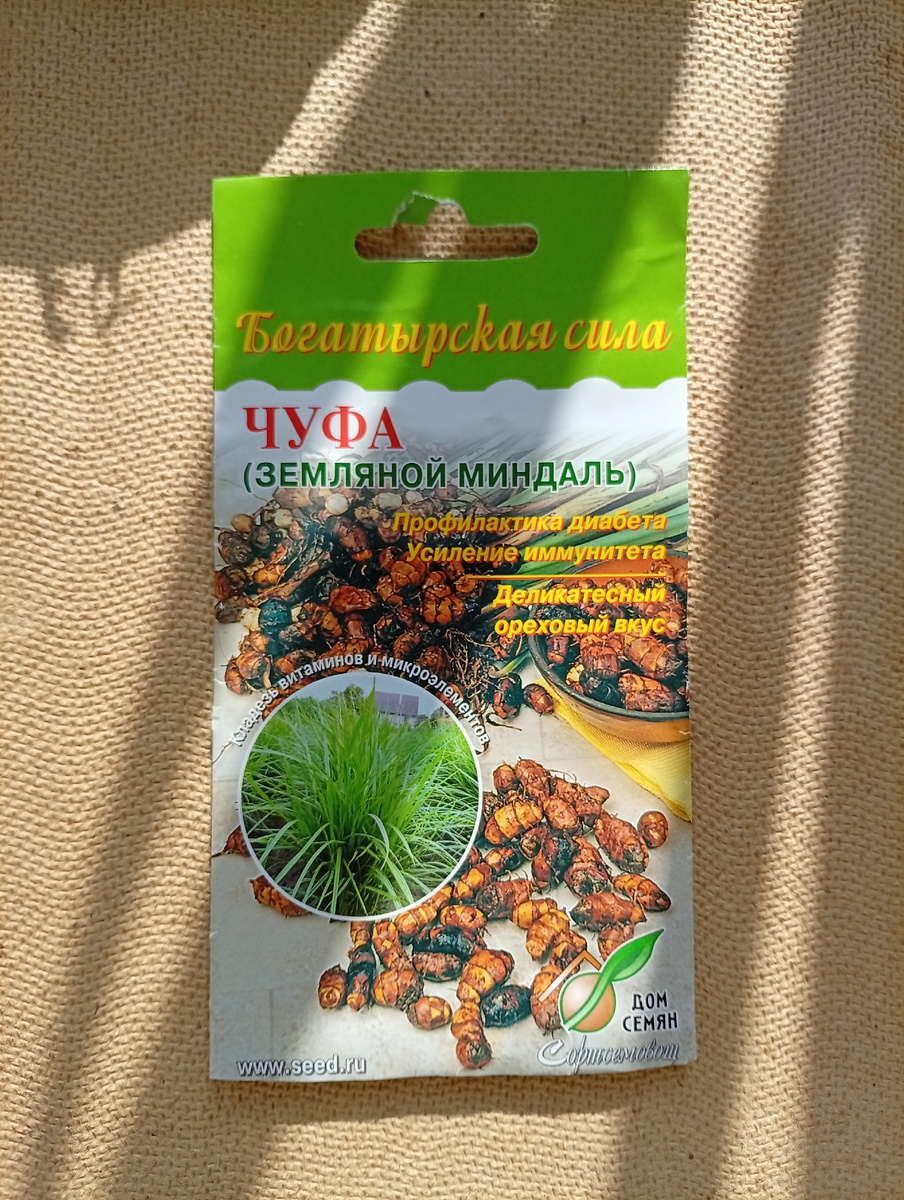 Богатырская сила
ЧУФА
(ЗЕМЛЯНОЙ МИНДАЛЬ)
Профилактика диабета
Усиление иммунитета
Деликатесный
ореховый вкус
Кладезь витаминов и микроэлементов
ДОМ
СЕМЯН
Сортсемовощ
www.seed.ru